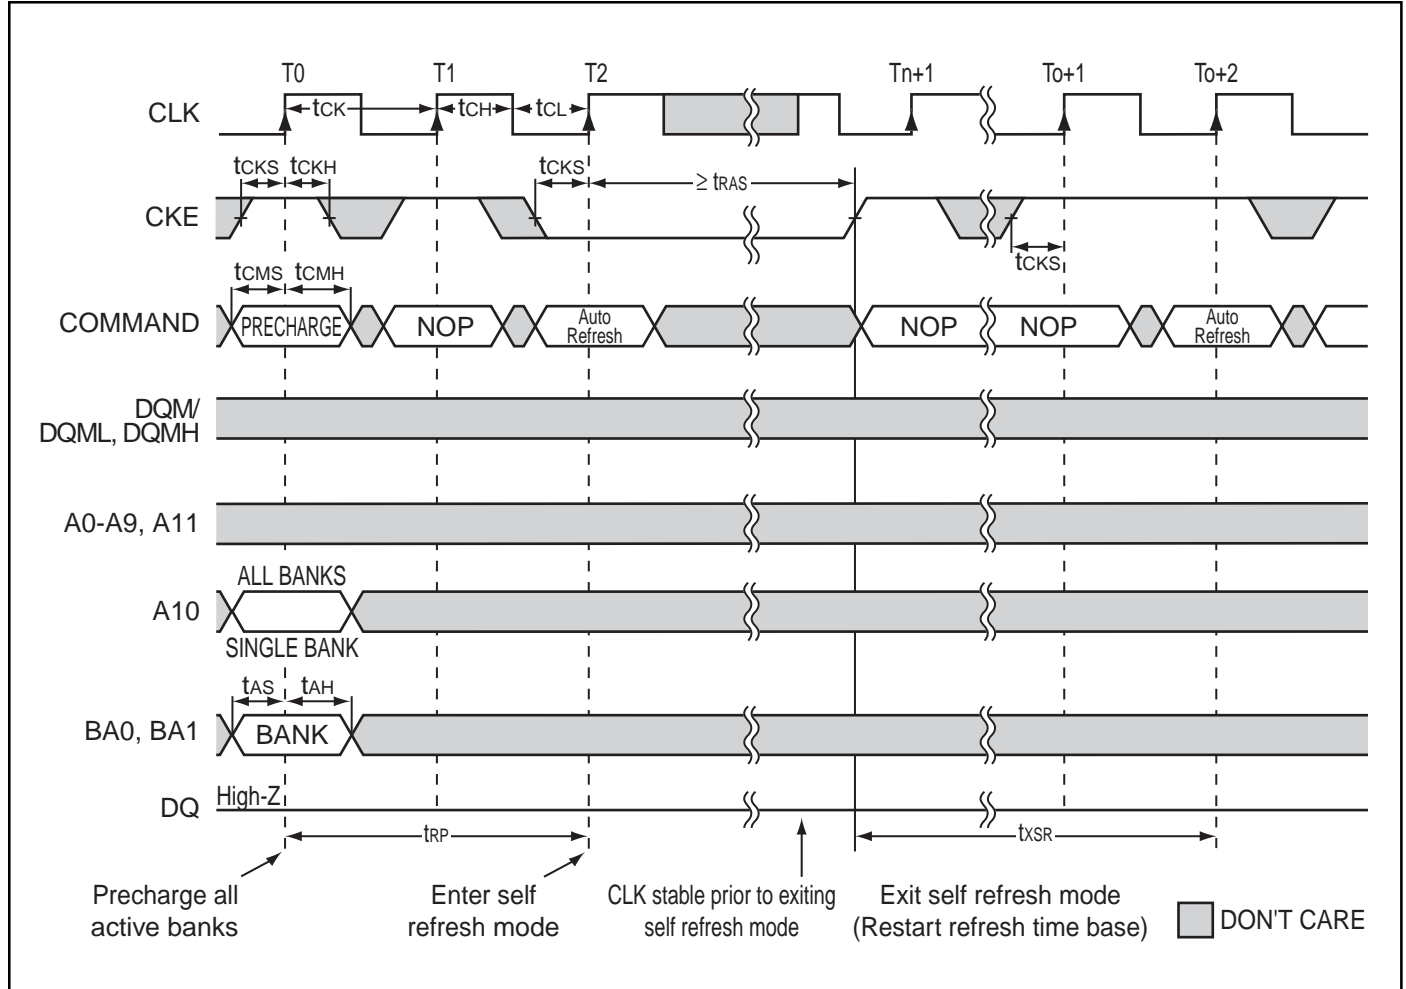 T0 T1 T2 Tn+1 To+1 To+2
CLK tCK tCH tCL
tCKS tCKH tCKS ≥ tRAS
CKE
tCKS
tCMS tCMH
COMMAND PRECHARGE NOP Auto Refresh NOP NOP Auto Refresh
DQM/
DQML, DQMH
A0-A9, A11
ALL BANKS
A10
SINGLE BANK
tAS tAH
BA0, BA1 BANK
DQ High-Z
tRP tXSR
Precharge all
active banks
Enter self
refresh mode
CLK stable prior to exiting
self refresh mode
Exit self refresh mode
(Restart refresh time base)
DON'T CARE